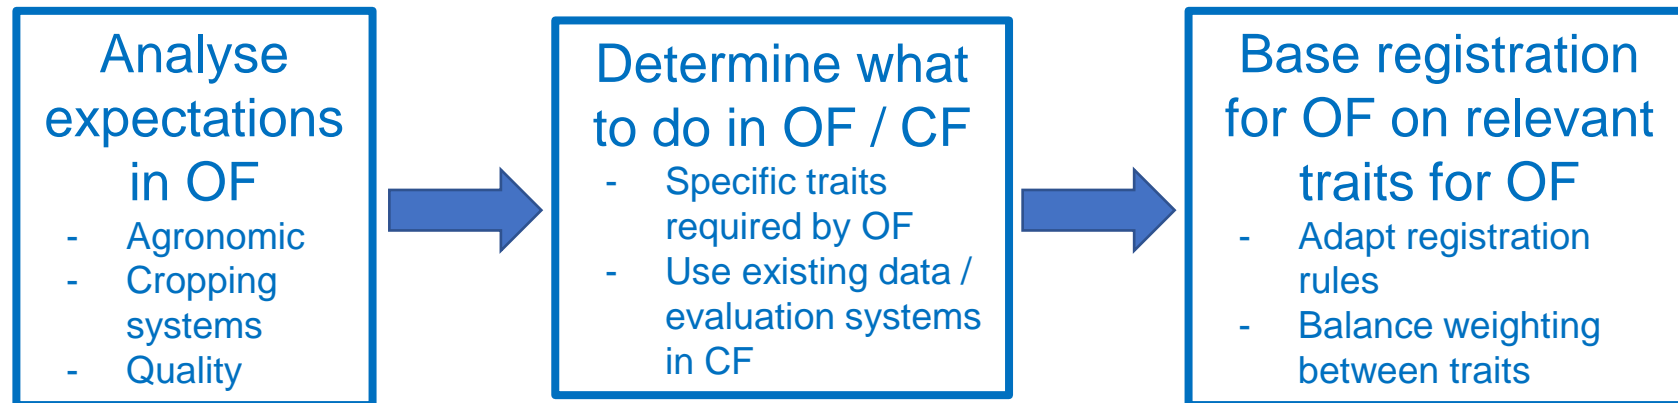 Analyse
expectations
in OF
- Agronomic
- Cropping
systems
- Quality
Determine what
to do in OF / CF
- Specific traits
required by OF
- Use existing data /
evaluation systems
in CF
Base registration
for OF on relevant
traits for OF
- Adapt registration
rules
- Balance weighting
between traits